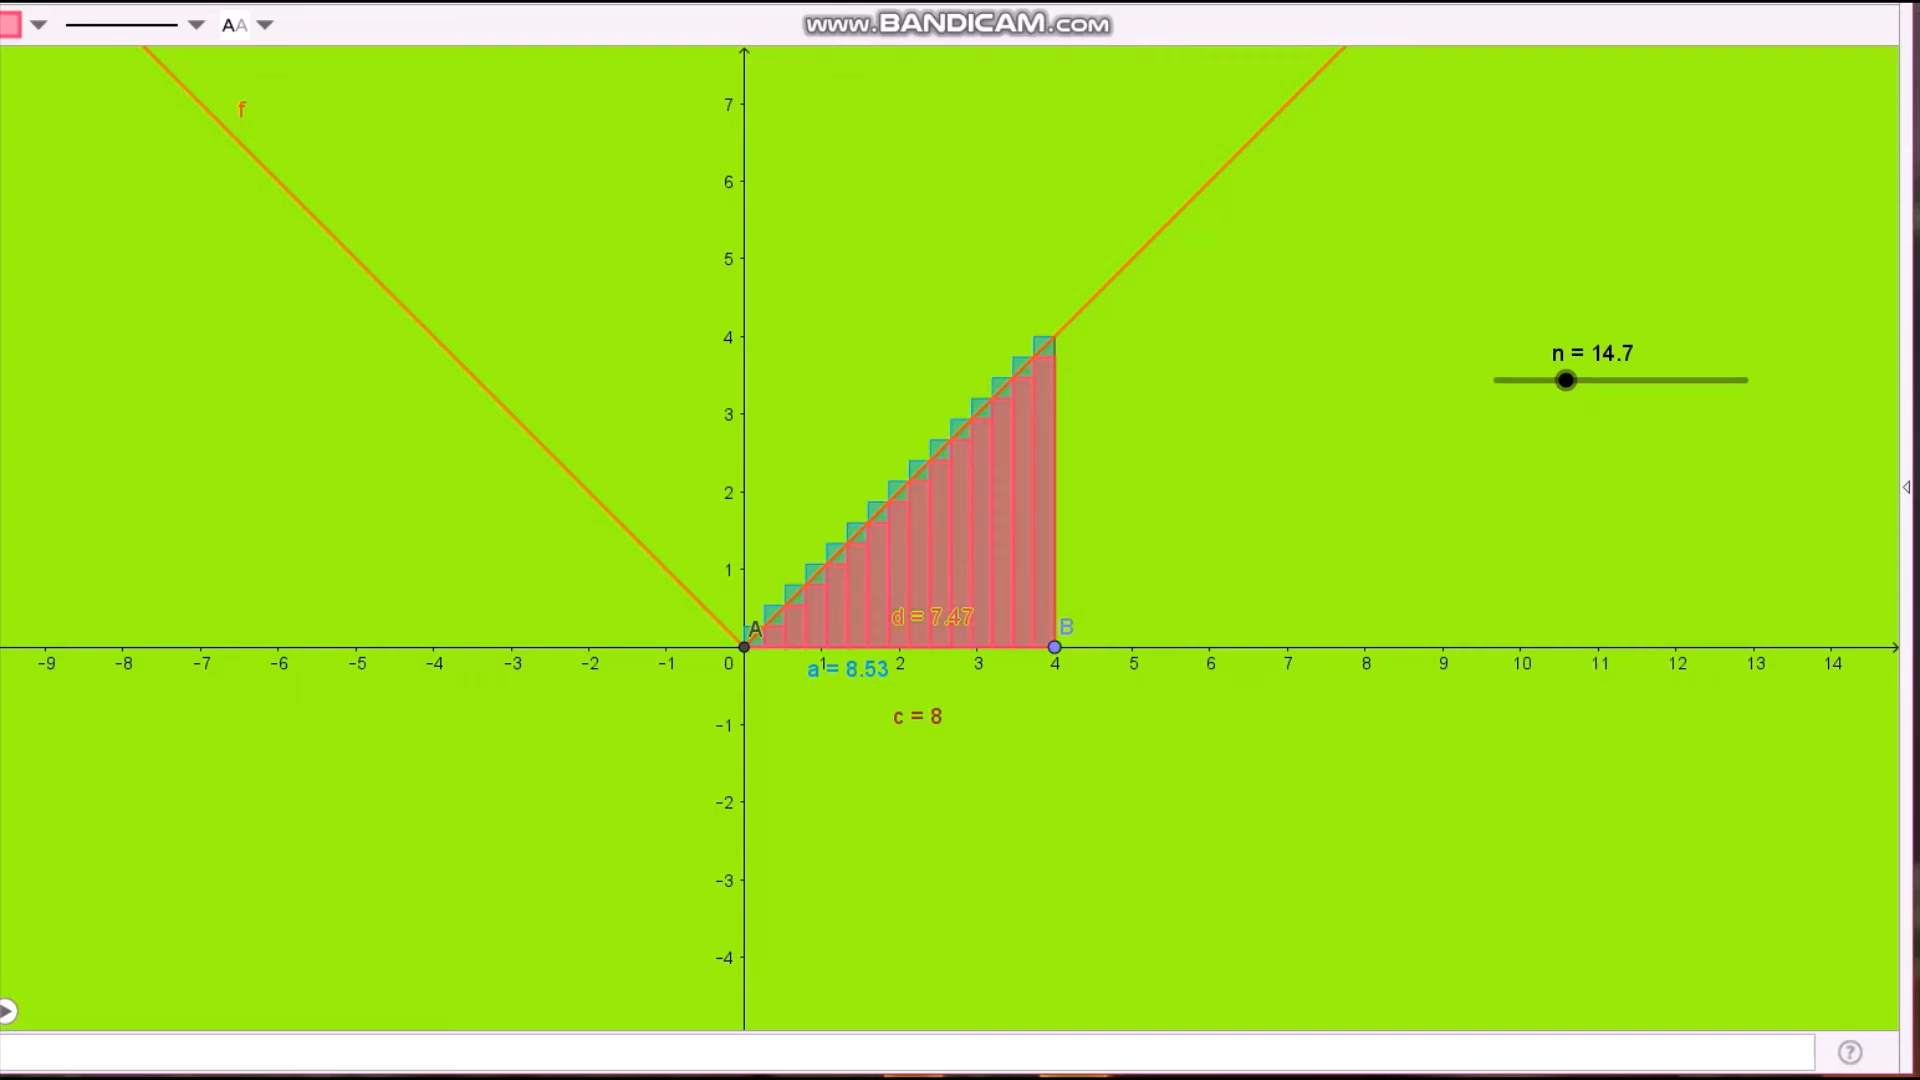 AA
www.BANDICAM.com
f
7
6
5
4
3
2
1
n = 14.7
d = 7.47
A
B
-9 -8 -7 -6 -5 -4 -3 -2 -1 0 1 2 3 4 5 6 7 8 9 10 11 12 13 14
a = 8.53
c = 8
-1
-2
-3
-4
?